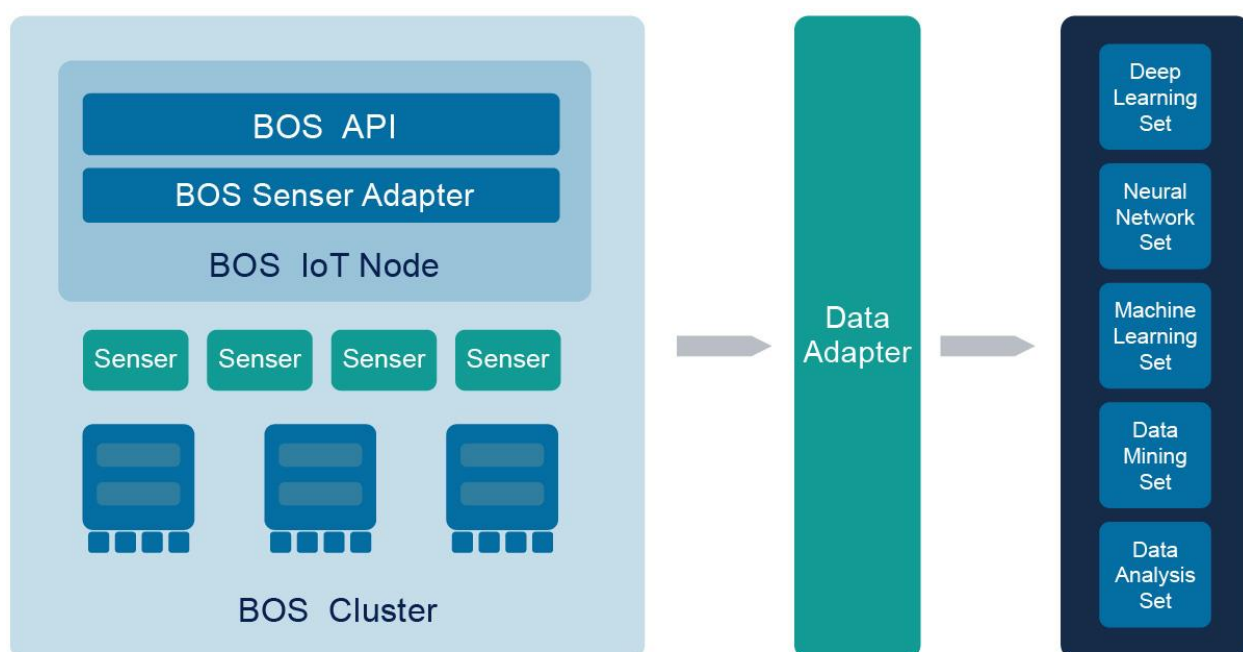 BOS API
BOS Senser Adapter
BOS IoT Node
Senser
Senser
Senser
Senser
BOS Cluster
Data
Adapter
Deep
Learning
Set
Neural
Network
Set
Machine
Learning
Set
Data
Mining
Set
Data
Analysis
Set